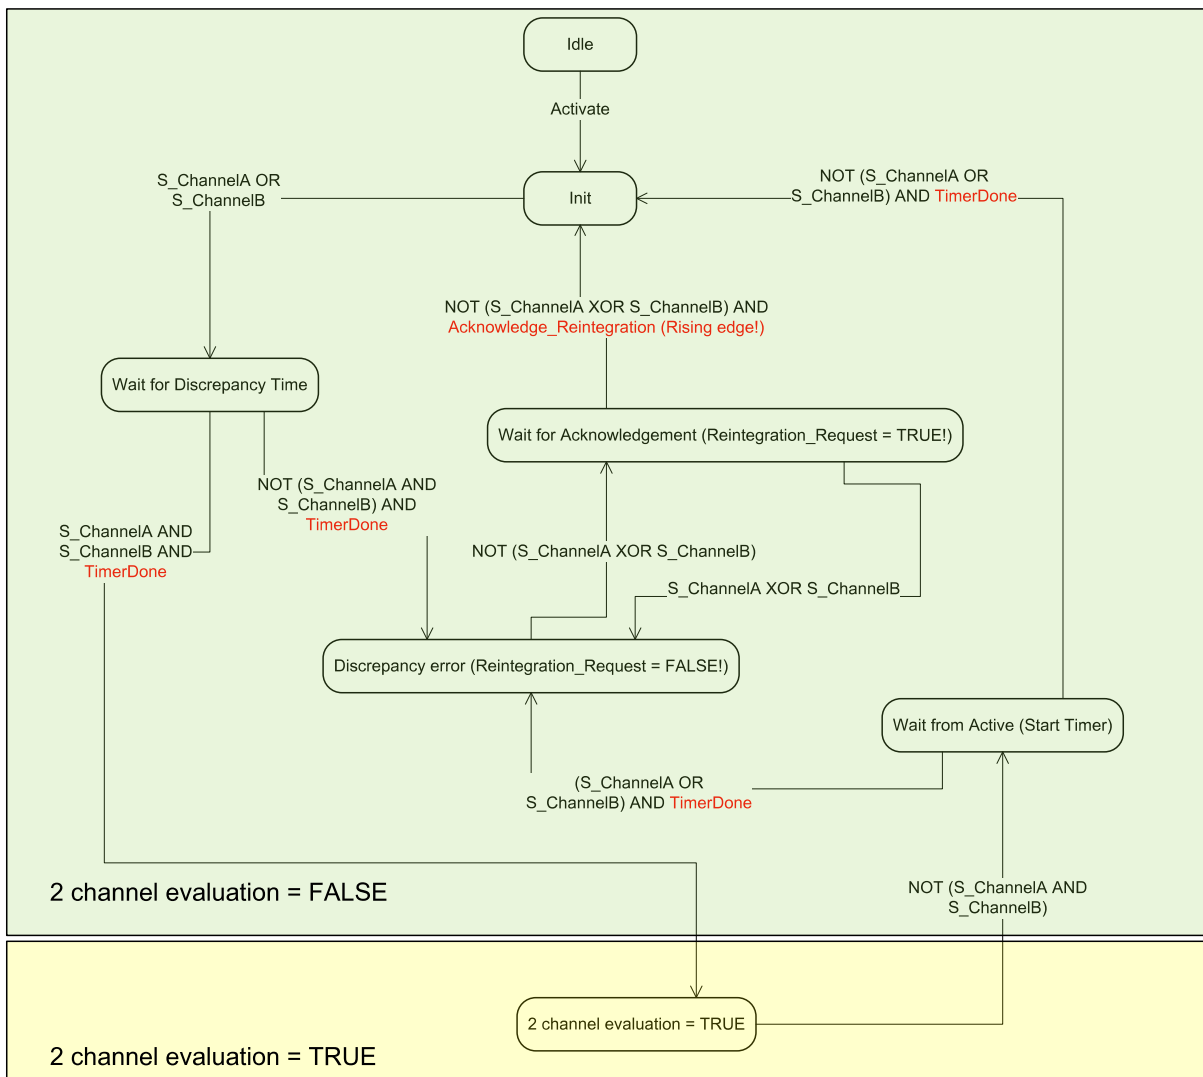 Idle
Activate
S_ChannelA OR
S_ChannelB
Init
NOT (S_ChannelA OR
S_ChannelB) AND TimerDone
NOT (S_ChannelA XOR S_ChannelB) AND
Acknowledge_Reintegration (Rising edge!)
Wait for Discrepancy Time
Wait for Acknowledgement (Reintegration_Request = TRUE!)
NOT (S_ChannelA AND
S_ChannelB) AND
TimerDone
S_ChannelA AND
S_ChannelB AND
TimerDone
NOT (S_ChannelA XOR S_ChannelB)
S_ChannelA XOR S_ChannelB
Discrepancy error (Reintegration_Request = FALSE!)
Wait from Active (Start Timer)
(S_ChannelA OR
S_ChannelB) AND TimerDone
2 channel evaluation = FALSE
NOT (S_ChannelA AND
S_ChannelB)
2 channel evaluation = TRUE
2 channel evaluation = TRUE